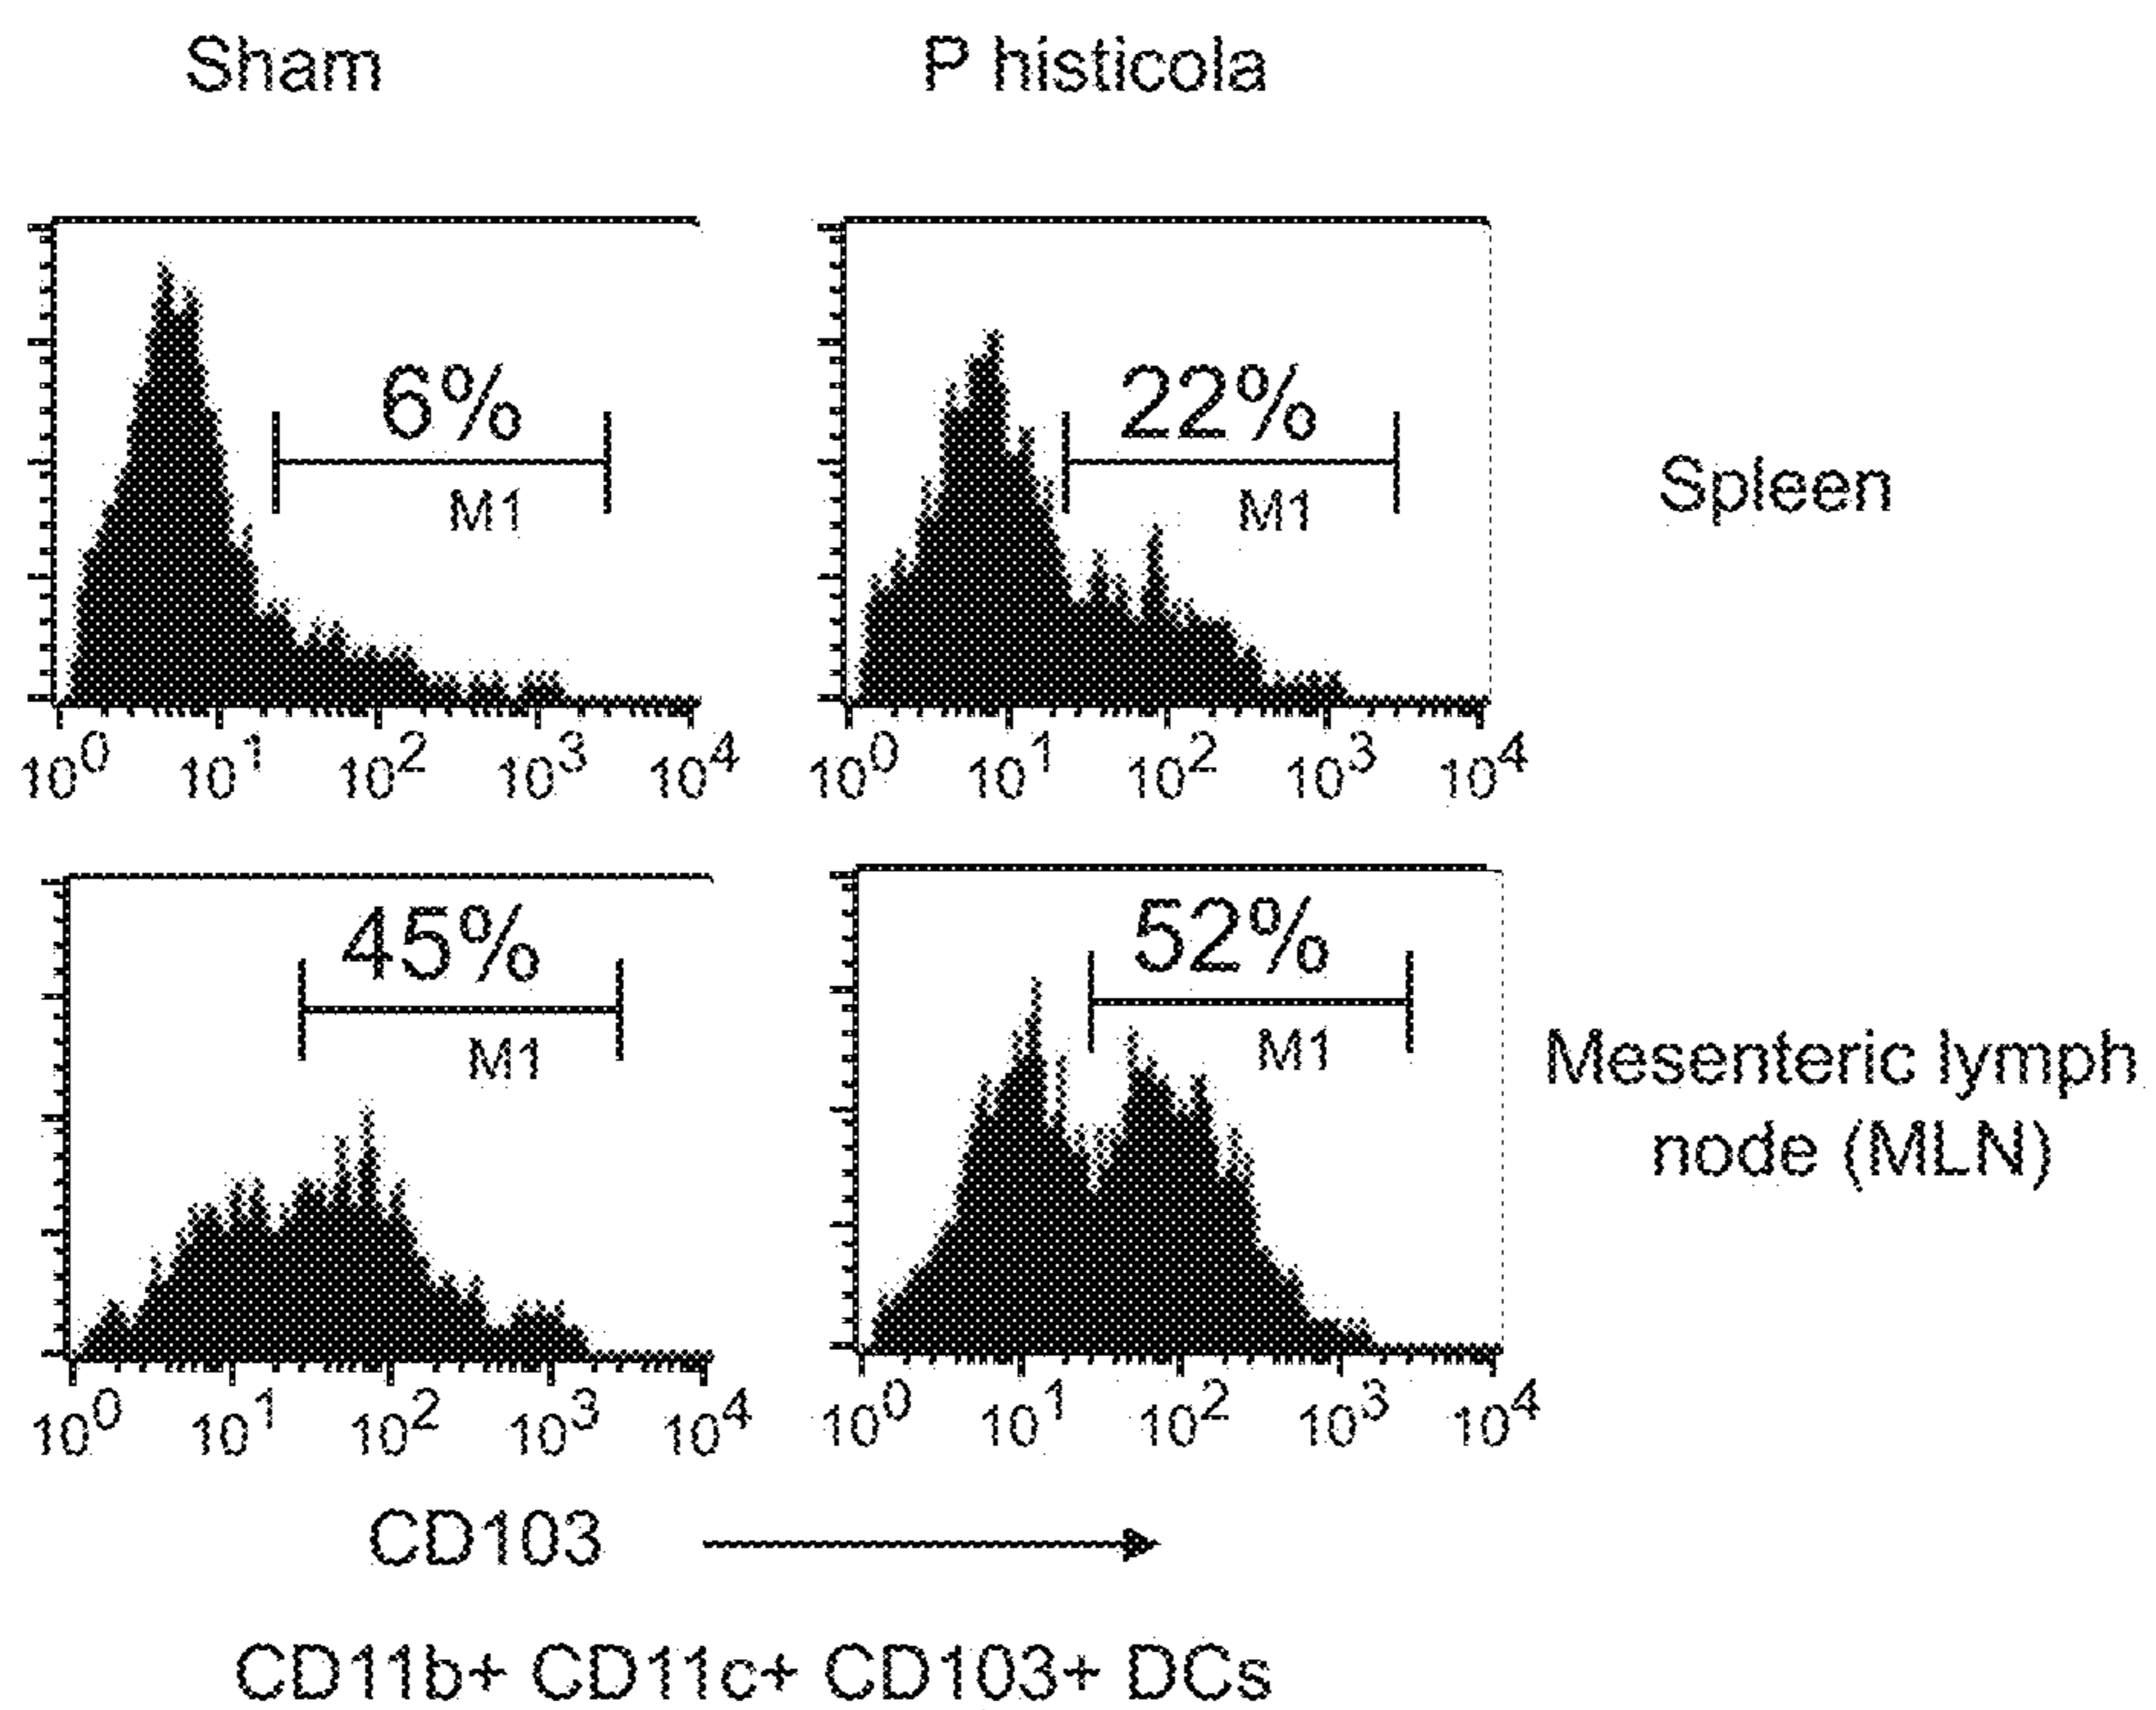 Sham P histicola
6% 22%
M1 M1
Spleen
10^0 10^1 10^2 10^3 10^4 10^0 10^1 10^2 10^3 10^4
45% 52%
M1 M1
Mesenteric lymph
node (MLN)
10^0 10^1 10^2 10^3 10^4 10^0 10^1 10^2 10^3 10^4
CD103
CD11b+ CD11c+ CD103+ DCs